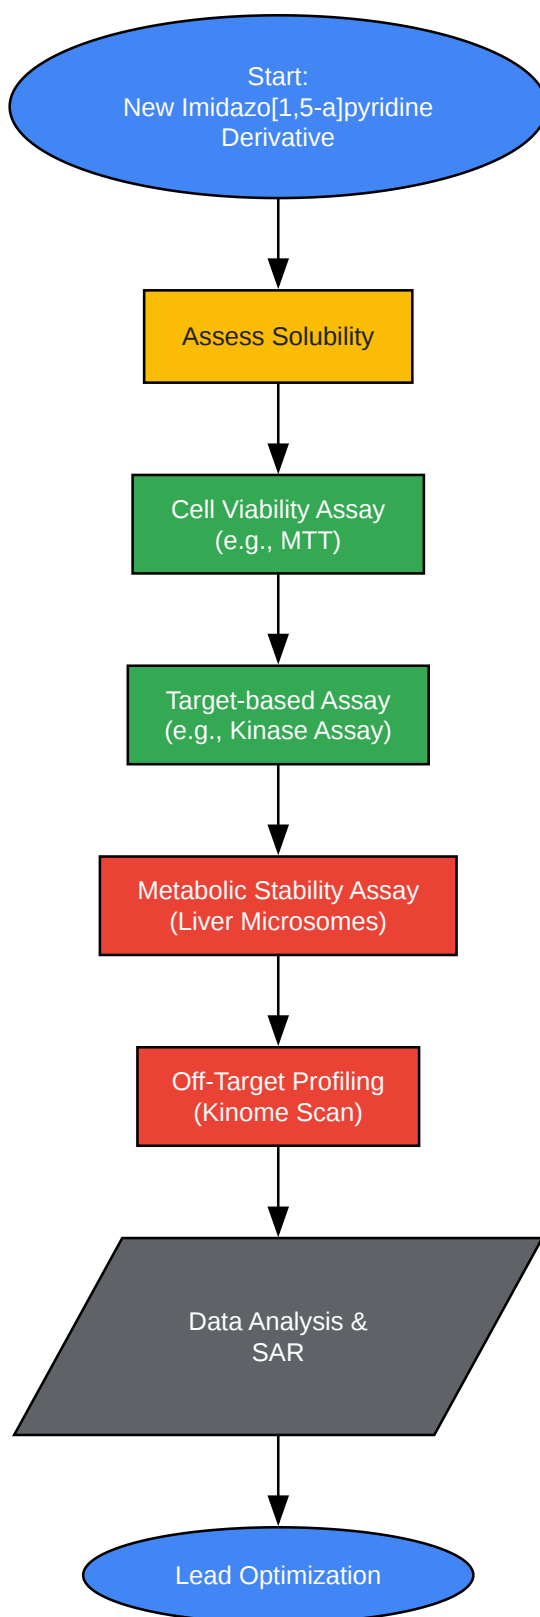 Start:
New Imidazo[1,5-a]pyridine
Derivative
Assess Solubility
Cell Viability Assay
(e.g., MTT)
Target-based Assay
(e.g., Kinase Assay)
Metabolic Stability Assay
(Liver Microsomes)
Off-Target Profiling
(Kinome Scan)
Data Analysis &
SAR
Lead Optimization